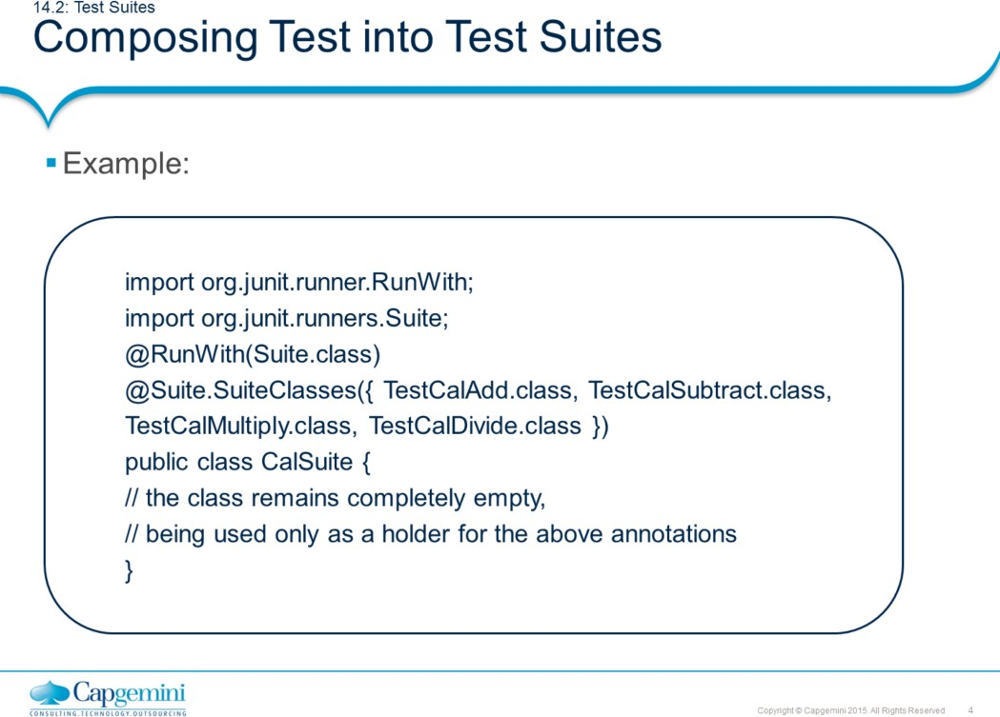 14.2: Test Suites
Composing Test into Test Suites
Example:
import org.junit.runner.RunWith;
import org.junit.runners.Suite;
@RunWith(Suite.class)
@Suite.SuiteClasses({ TestCalAdd.class, TestCalSubtract.class,
TestCalMultiply.class, TestCalDivide.class })
public class CalSuite {
// the class remains completely empty,
// being used only as a holder for the above annotations
}
Capgemini
CONSULTING.TECHNOLOGY.OUTSOURCING
Copyright © Capgemini 2015. All Rights Reserved 4